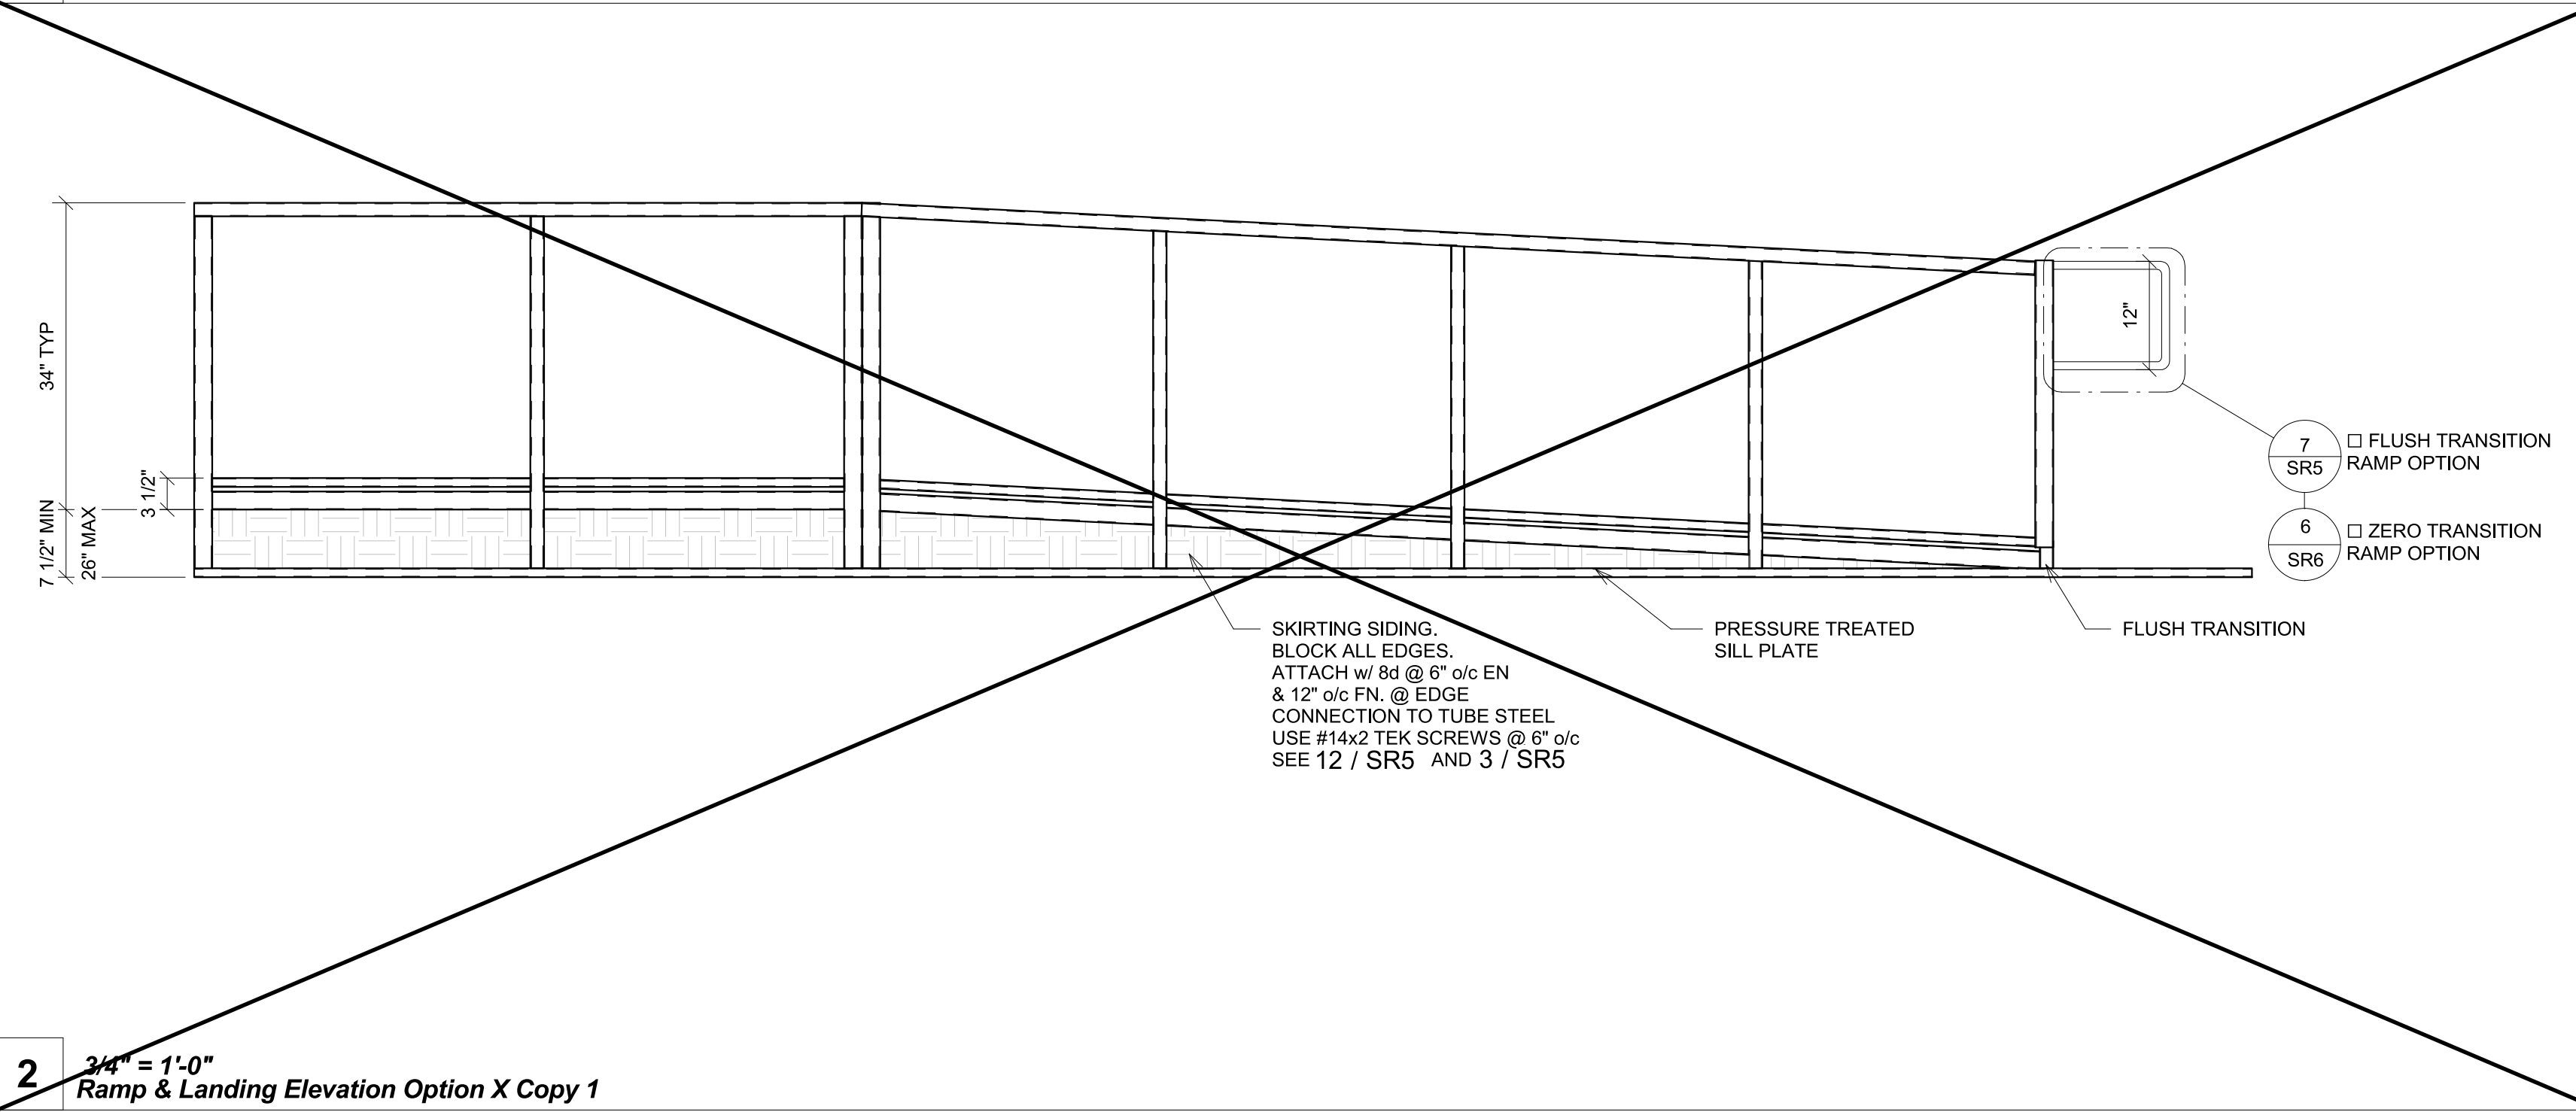 34" TYP
3 1/2"
7 1/2" MIN
26" MAX
12"
7
SR5
□ FLUSH TRANSITION
RAMP OPTION
6
SR6
□ ZERO TRANSITION
RAMP OPTION
SKIRTING SIDING.
BLOCK ALL EDGES.
ATTACH w/ 8d @ 6" o/c EN
& 12" o/c FN. @ EDGE
CONNECTION TO TUBE STEEL
USE #14x2 TEK SCREWS @ 6" o/c
SEE 12 / SR5 AND 3 / SR5
PRESSURE TREATED
SILL PLATE
FLUSH TRANSITION
2
3/4" = 1'-0"
Ramp & Landing Elevation Option X Copy 1